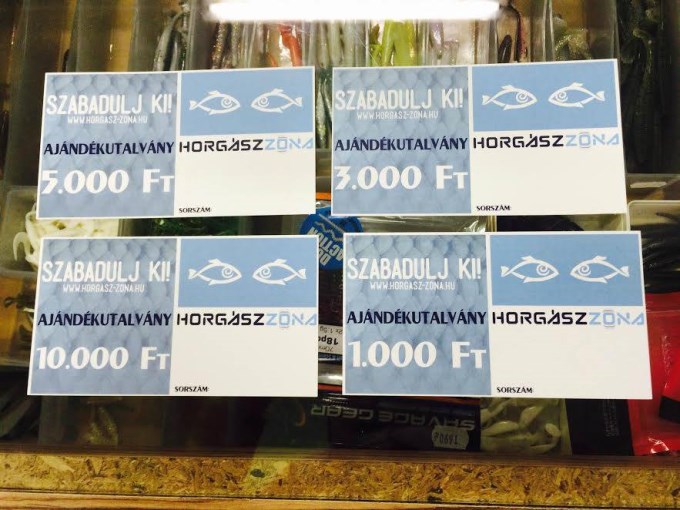 SZABADULJ KI!
WWW.HORGASZ-ZONA.HU
AJÁNDÉKUTALVÁNY
5.000 FT
HORGÁSZZÓNA
SORSZÁM:
SZABADULJ KI!
WWW.HORGASZ-ZONA.HU
AJÁNDÉKUTALVÁNY
3.000 FT
HORGÁSZZÓNA
SORSZÁM:
SZABADULJ KI!
WWW.HORGASZ-ZONA.HU
AJÁNDÉKUTALVÁNY
10.000 FT
HORGÁSZZÓNA
SORSZÁM:
SZABADULJ KI!
WWW.HORGASZ-ZONA.HU
AJÁNDÉKUTALVÁNY
1.000 FT
HORGÁSZZÓNA
SORSZÁM:
SAVAGE GEAR